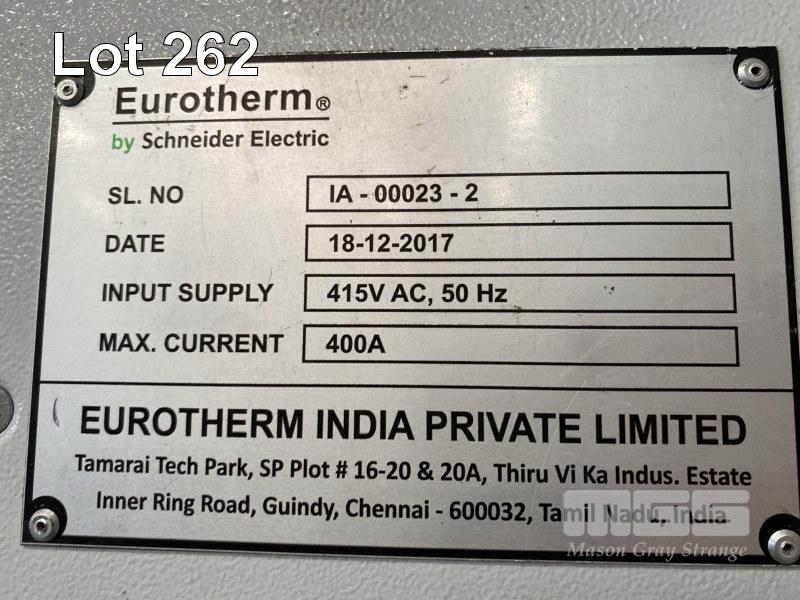 Lot 262
Eurotherm®
by Schneider Electric
SL. NO IA - 00023 - 2
DATE 18-12-2017
INPUT SUPPLY 415V AC, 50 Hz
MAX. CURRENT 400A
EUROTHERM INDIA PRIVATE LIMITED
Tamarai Tech Park, SP Plot # 16-20 & 20A, Thiru Vi Ka Indus. Estate
Inner Ring Road, Guindy, Chennai - 600032, Tamil Nadu, India
MGS
Mason Gray Strange